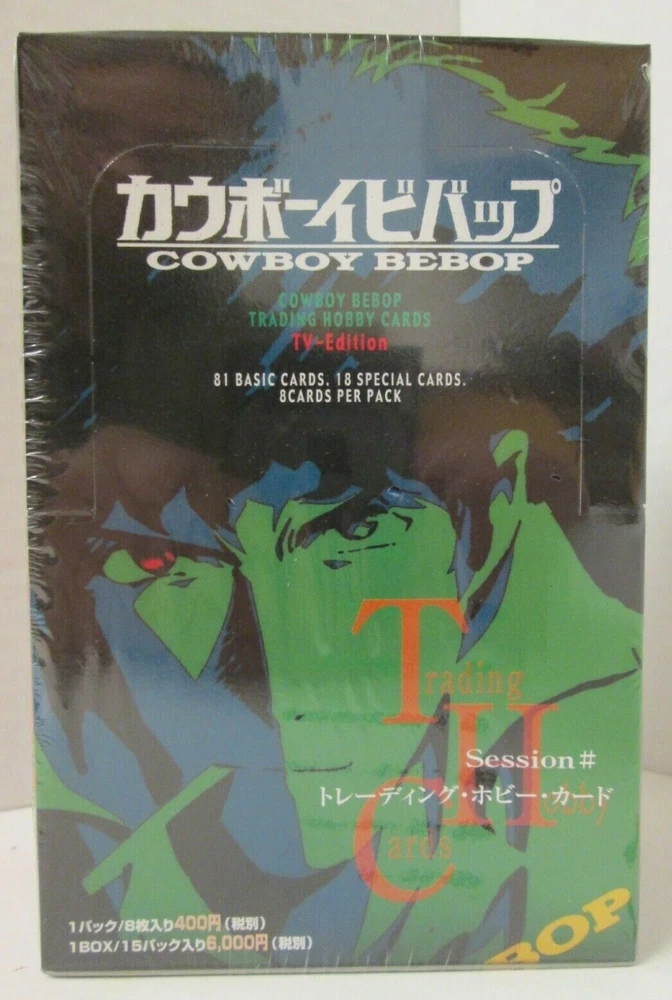 カウボーイビバップ
COWBOY BEBOP
COWBOY BEBOP
TRADING HOBBY CARDS
TV-Edition
81 BASIC CARDS. 18 SPECIAL CARDS.
8CARDS PER PACK
Trading
Hobby
Session#
トレーディング・ホビー・カード
Cards
1パック/8枚入り400円(税別)
1BOX/15パック入り6,000円(税別)
BOP